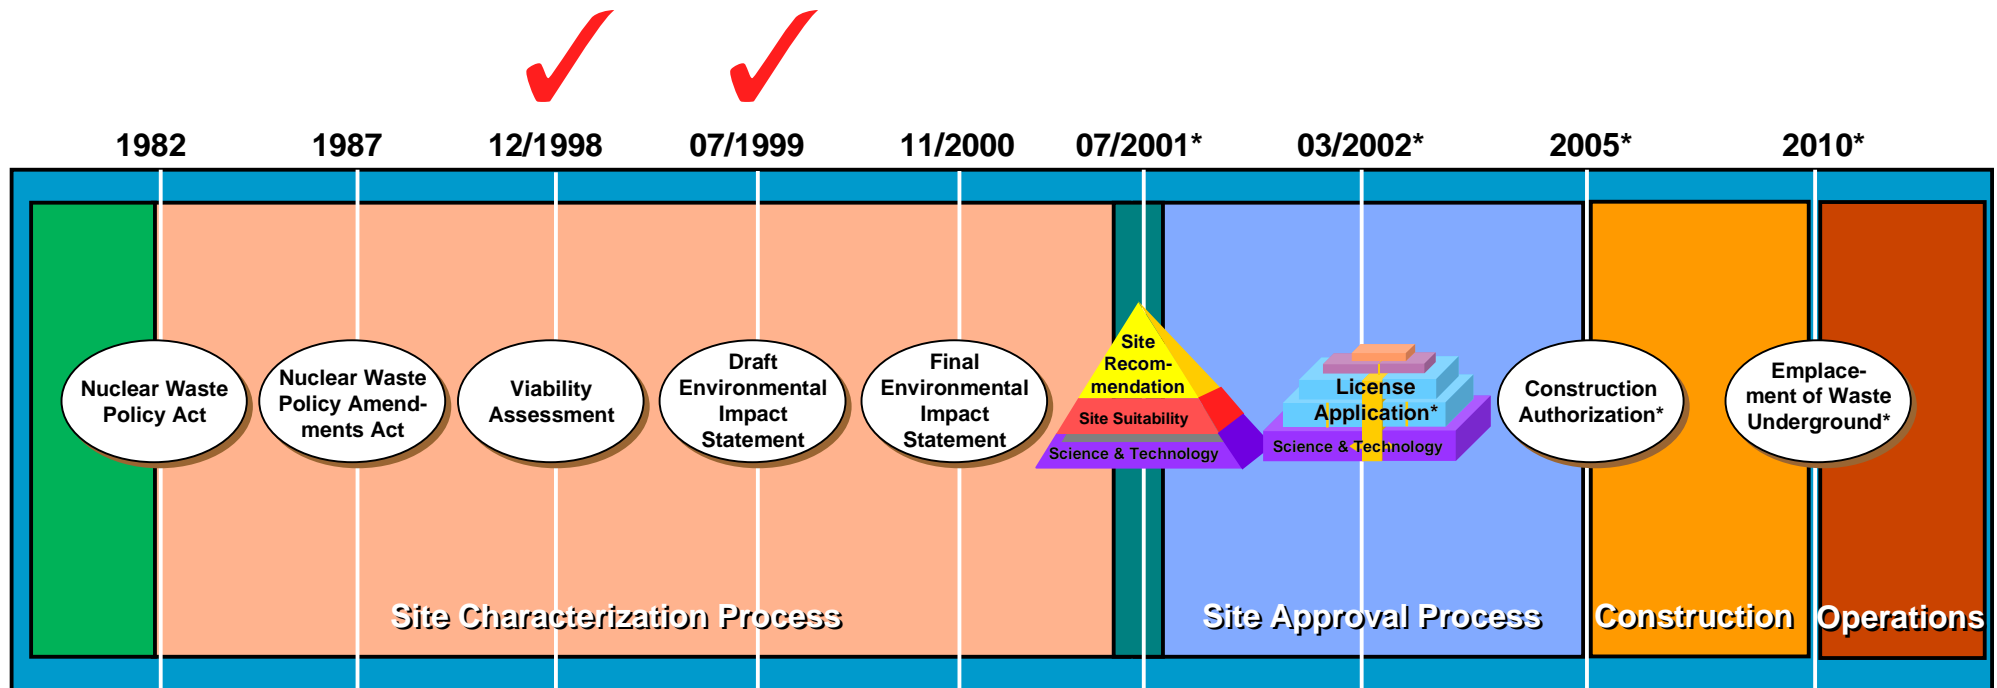 1982 1987 12/1998 07/1999 11/2000 07/2001* 03/2002* 2005* 2010*
Nuclear Waste
Policy Act
Nuclear Waste
Policy Amend-
ments Act
Viability
Assessment
Draft
Environmental
Impact
Statement
Final
Environmental
Impact
Statement
Site
Recom-
mendation
Site Suitability
Science & Technology
License
Application*
Science & Technology
Construction
Authorization*
Emplace-
ment of Waste
Underground*
Site Characterization Process
Site Approval Process
Construction
Operations